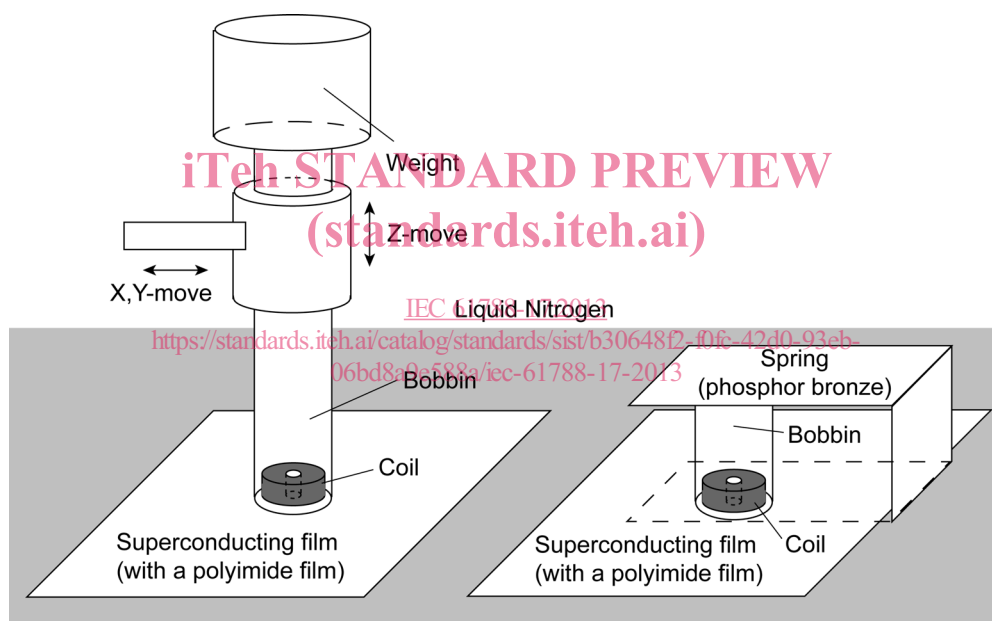 Weight
iTeh STANDARD PREVIEW
(standards.iteh.ai)
Z-move
X,Y-move
IEC 61788-17:2013
Liquid Nitrogen
https://standards.iteh.ai/catalog/standards/sist/b30648f2-f0fc-42d0-93eb-
06bd8a9e588a/iec-61788-17-2013
Spring
(phosphor bronze)
Bobbin
Bobbin
Coil
Superconducting film
(with a polyimide film)
Coil
Superconducting film
(with a polyimide film)